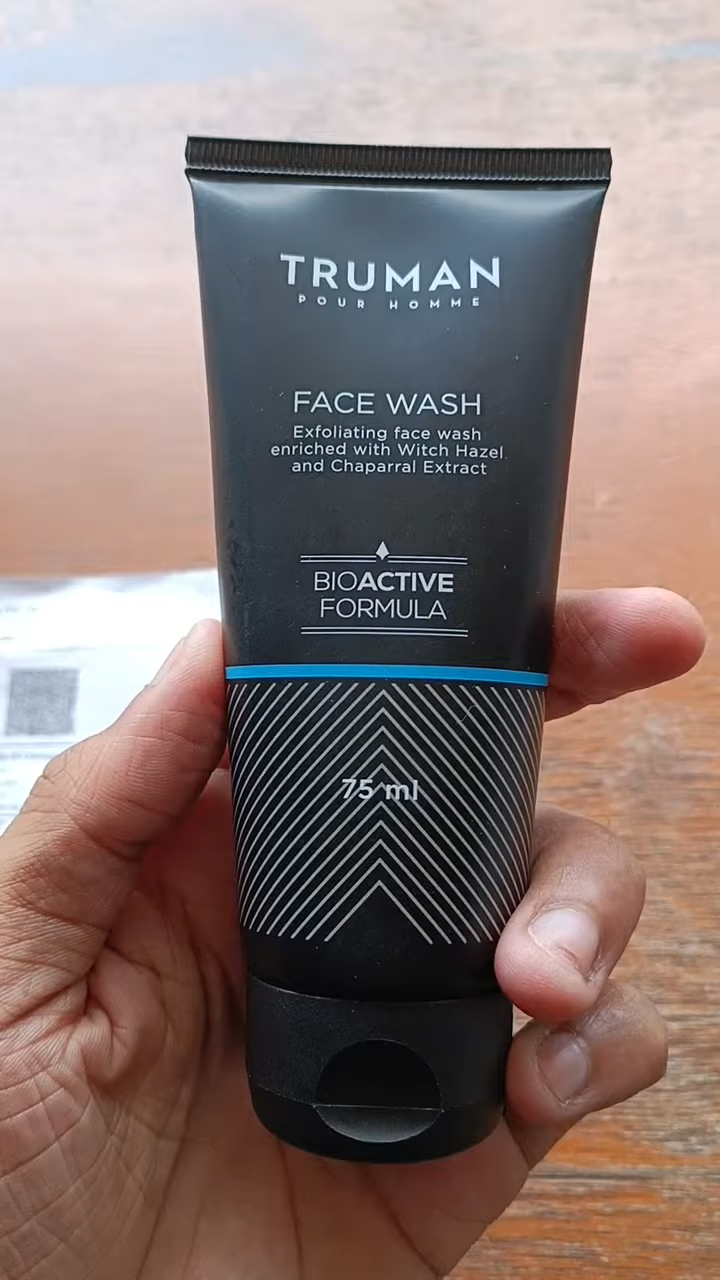 TRUMAN
POUR HOMME
FACE WASH
Exfoliating face wash
enriched with Witch Hazel
and Chaparral Extract
BIOACTIVE
FORMULA
75 ml